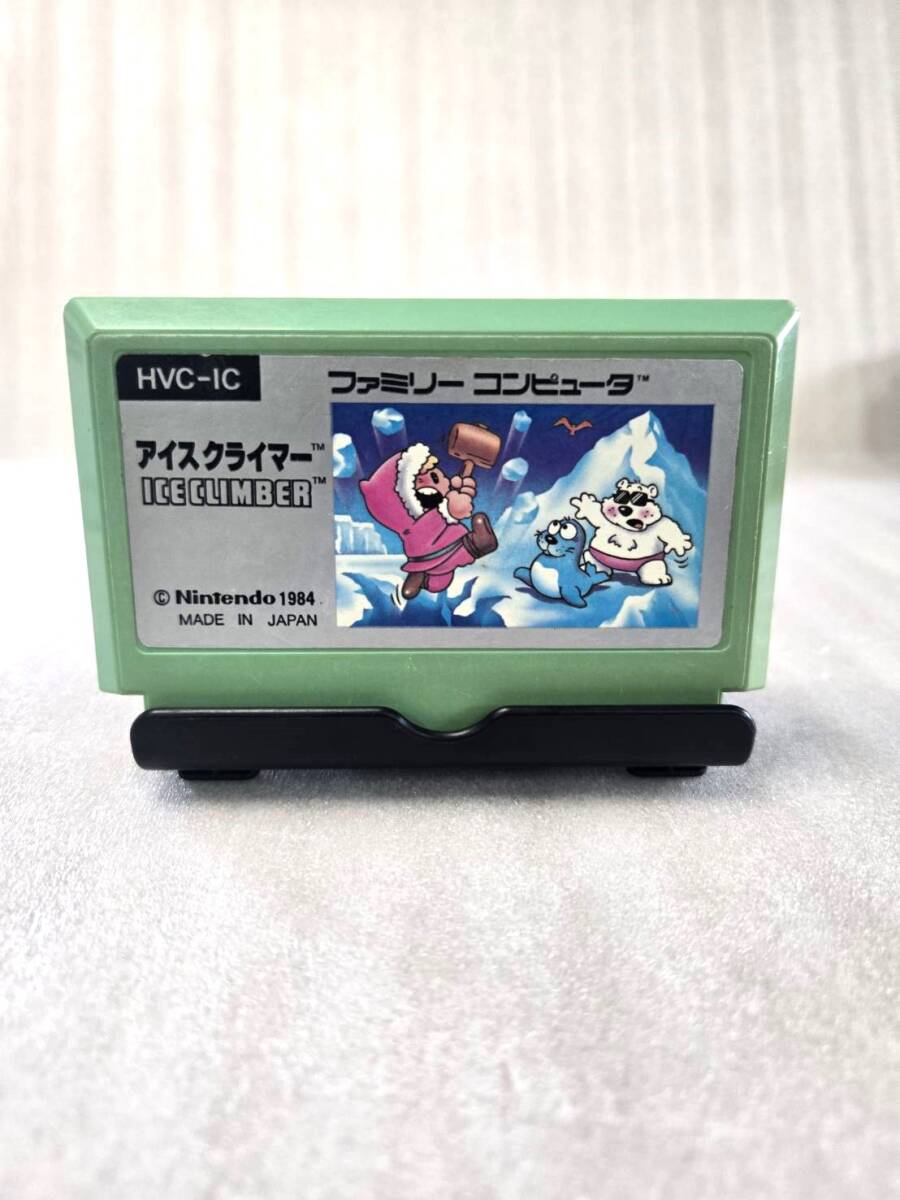 HVC-IC
ファミリー コンピュータ™
アイスクライマー™
ICE CLIMBER™
© Nintendo 1984
MADE IN JAPAN